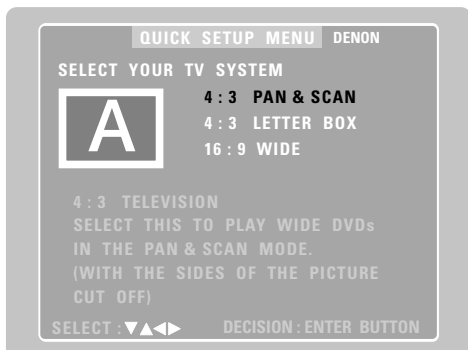 QUICK SETUP MENU DENON
SELECT YOUR TV SYSTEM
A
4 : 3 PAN & SCAN
4 : 3 LETTER BOX
16 : 9 WIDE
4 : 3 TELEVISION
SELECT THIS TO PLAY WIDE DVDs
IN THE PAN & SCAN MODE.
(WITH THE SIDES OF THE PICTURE
CUT OFF)
SELECT : ▼▲◀▶ DECISION : ENTER BUTTON